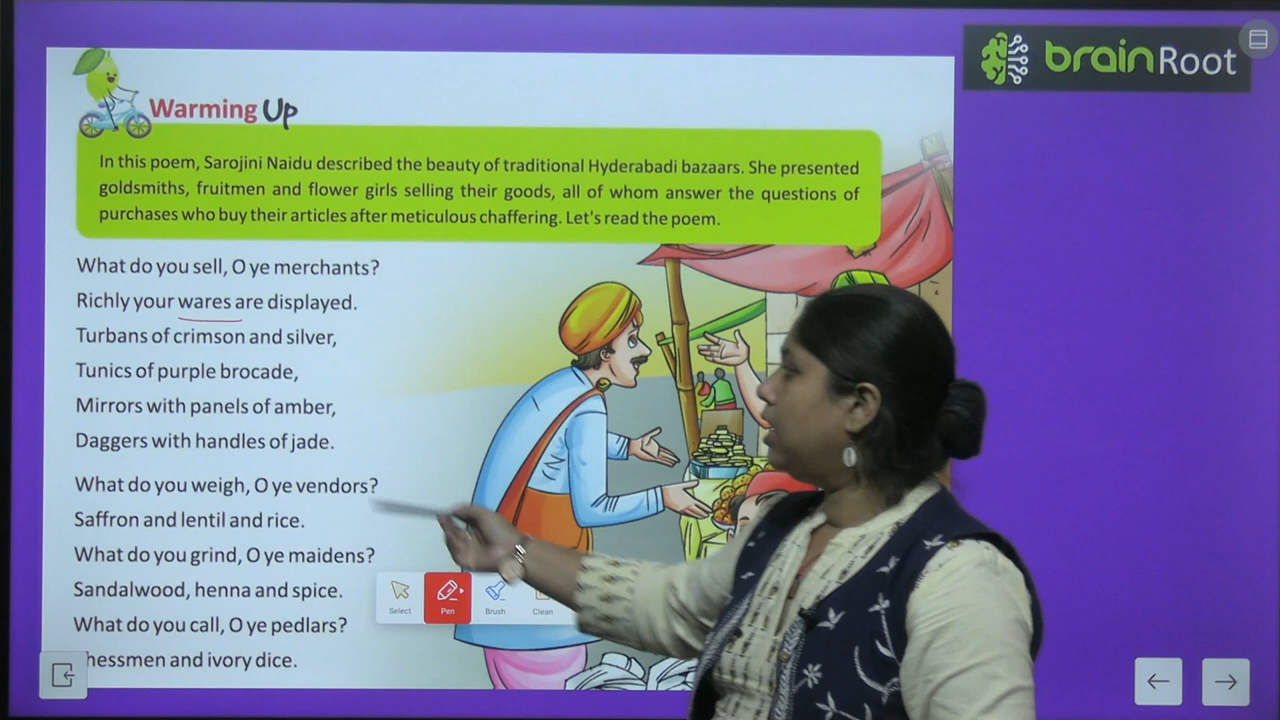 brainRoot
Warming Up
In this poem, Sarojini Naidu described the beauty of traditional Hyderabadi bazaars. She presented
goldsmiths, fruitmen and flower girls selling their goods, all of whom answer the questions of
purchases who buy their articles after meticulous chaffering. Let's read the poem.
What do you sell, O ye merchants?
Richly your wares are displayed.
Turbans of crimson and silver,
Tunics of purple brocade,
Mirrors with panels of amber,
Daggers with handles of jade.
What do you weigh, O ye vendors?
Saffron and lentil and rice.
What do you grind, O ye maidens?
Sandalwood, henna and spice.
What do you call, O ye pedlars?
hessmen and ivory dice.
Select
Pen
Brush
Clean